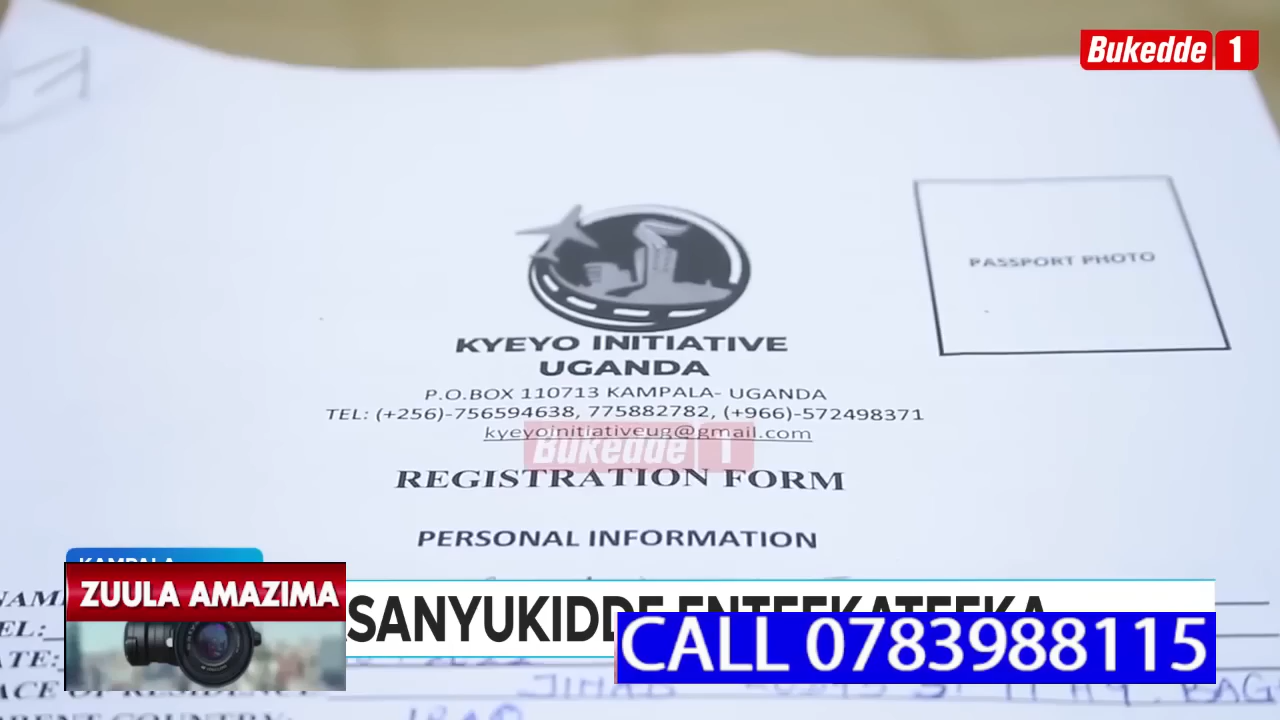 Bukedde 1
PASSPORT PHOTO
KYEYO INITIATIVE
UGANDA
P.O.BOX 110713 KAMPALA- UGANDA
TEL: (+256)-756594638, 775882782, (+966)-572498371
kyeyoinitiativeug@gmail.com
Bukedde 1
REGISTRATION FORM
PERSONAL INFORMATION
KAMPALA
ZUULA AMAZIMA
SANYUKIDDE ENTEEKATEEKA
CALL 0783988115